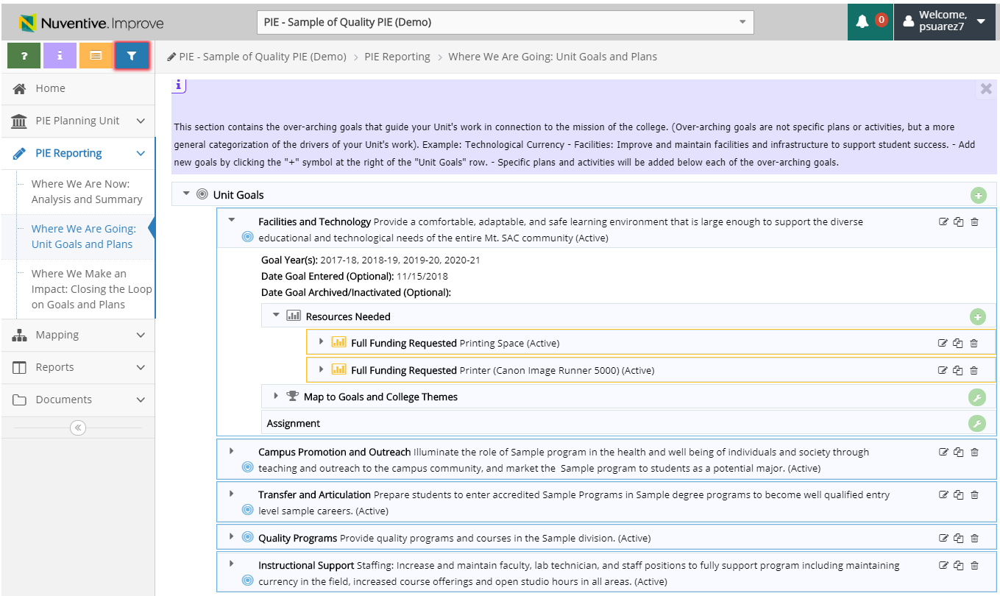 Nuventive.Improve
PIE - Sample of Quality PIE (Demo)
0
Welcome,
psuarez7
?
i
PIE - Sample of Quality PIE (Demo) > PIE Reporting > Where We Are Going: Unit Goals and Plans
Home
PIE Planning Unit
PIE Reporting
Where We Are Now:
Analysis and Summary
Where We Are Going:
Unit Goals and Plans
Where We Make an
Impact: Closing the Loop
on Goals and Plans
Mapping
Reports
Documents
i
This section contains the over-arching goals that guide your Unit's work in connection to the mission of the college. (Over-arching goals are not specific plans or activities, but a more
general categorization of the drivers of your Unit's work). Example: Technological Currency - Facilities: Improve and maintain facilities and infrastructure to support student success. - Add
new goals by clicking the "+" symbol at the right of the "Unit Goals" row. - Specific plans and activities will be added below each of the over-arching goals.
Unit Goals
Facilities and Technology Provide a comfortable, adaptable, and safe learning environment that is large enough to support the diverse
educational and technological needs of the entire Mt. SAC community (Active)
Goal Year(s): 2017-18, 2018-19, 2019-20, 2020-21
Date Goal Entered (Optional): 11/15/2018
Date Goal Archived/Inactivated (Optional):
Resources Needed
Full Funding Requested Printing Space (Active)
Full Funding Requested Printer (Canon Image Runner 5000) (Active)
Map to Goals and College Themes
Assignment
Campus Promotion and Outreach Illuminate the role of Sample program in the health and well being of individuals and society through
teaching and outreach to the campus community, and market the  Sample program to students as a potential major. (Active)
Transfer and Articulation Prepare students to enter accredited Sample Programs in Sample degree programs to become well qualified entry
level sample careers. (Active)
Quality Programs Provide quality programs and courses in the Sample division. (Active)
Instructional Support Staffing: Increase and maintain faculty, lab technician, and staff positions to fully support program including maintaining
currency in the field, increased course offerings and open studio hours in all areas. (Active)